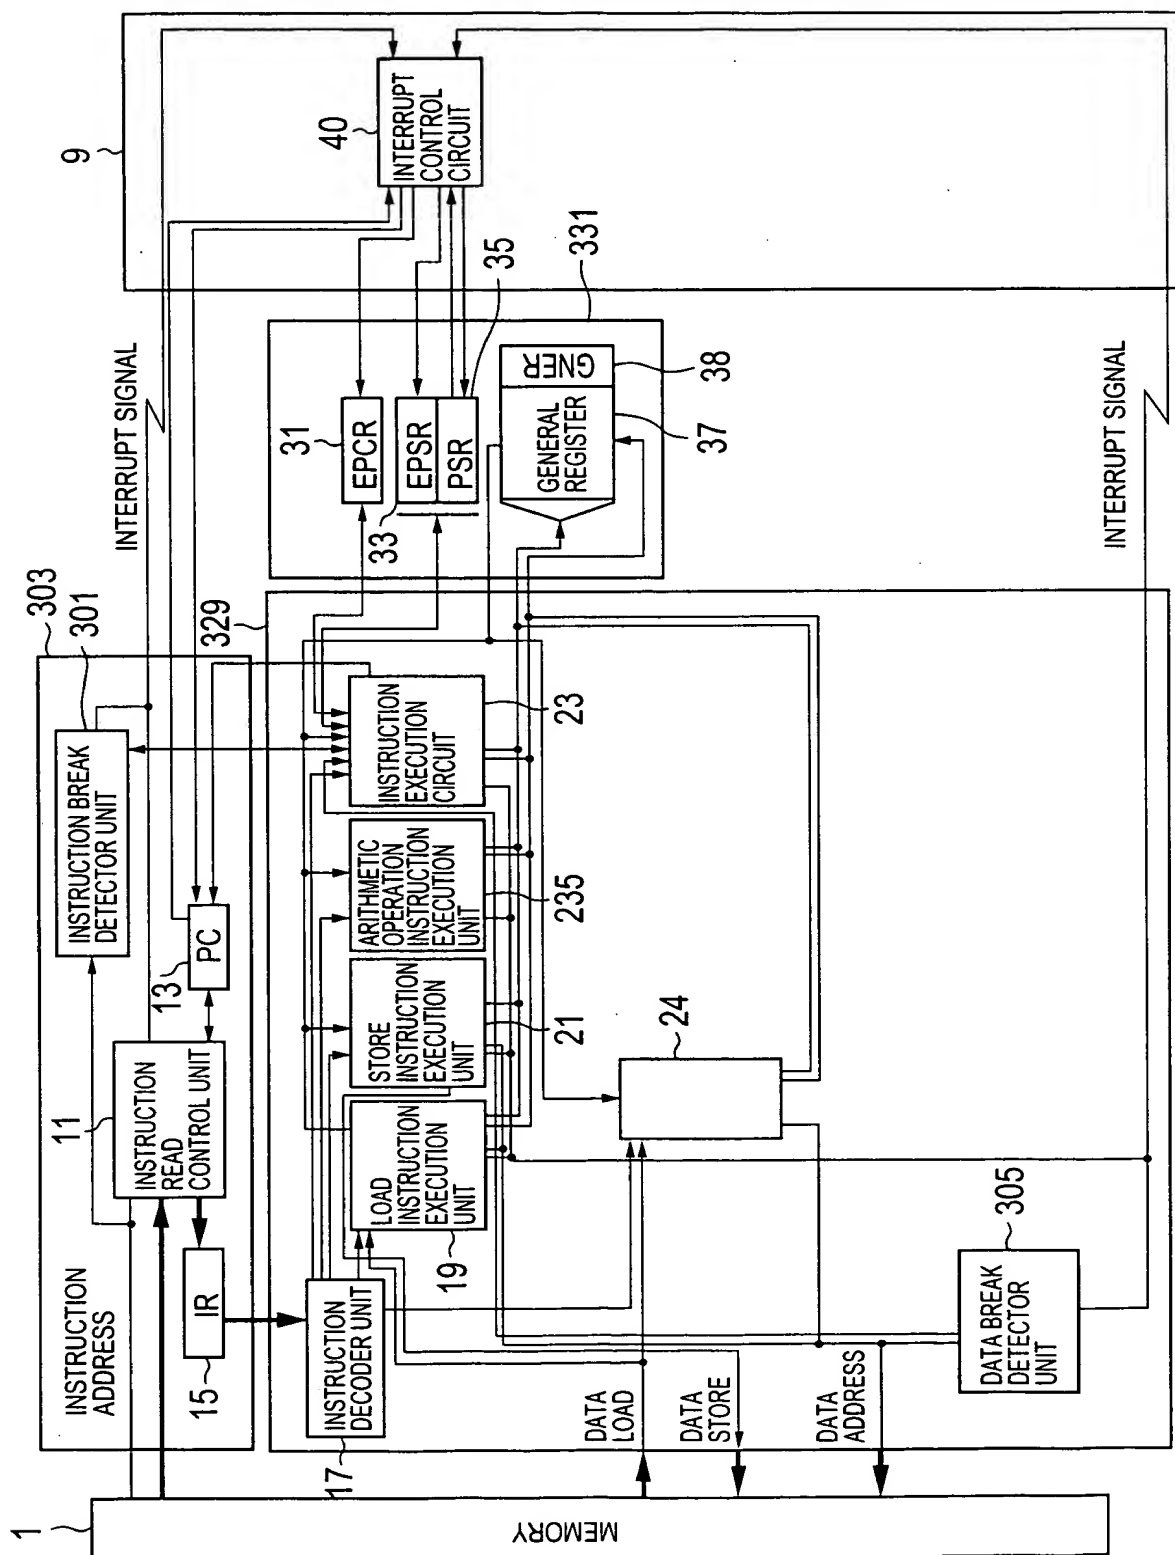 1
MEMORY
INSTRUCTION
ADDRESS
303
301
INSTRUCTION BREAK
DETECTOR UNIT
11
INSTRUCTION
READ
CONTROL UNIT
13
PC
15
IR
INTERRUPT SIGNAL
9
40
INTERRUPT
CONTROL
CIRCUIT
329
17
INSTRUCTION
DECODER UNIT
LOAD
INSTRUCTION
EXECUTION
UNIT
19
STORE
INSTRUCTION
EXECUTION
UNIT
21
ARITHMETIC
OPERATION
INSTRUCTION
EXECUTION
UNIT
235
INSTRUCTION
EXECUTION
CIRCUIT
23
31
EPCR
33
EPSR
PSR
35
331
GENERAL
REGISTER
GNER
37
38
24
DATA
LOAD
DATA
STORE
DATA
ADDRESS
305
DATA BREAK
DETECTOR
UNIT
INTERRUPT SIGNAL